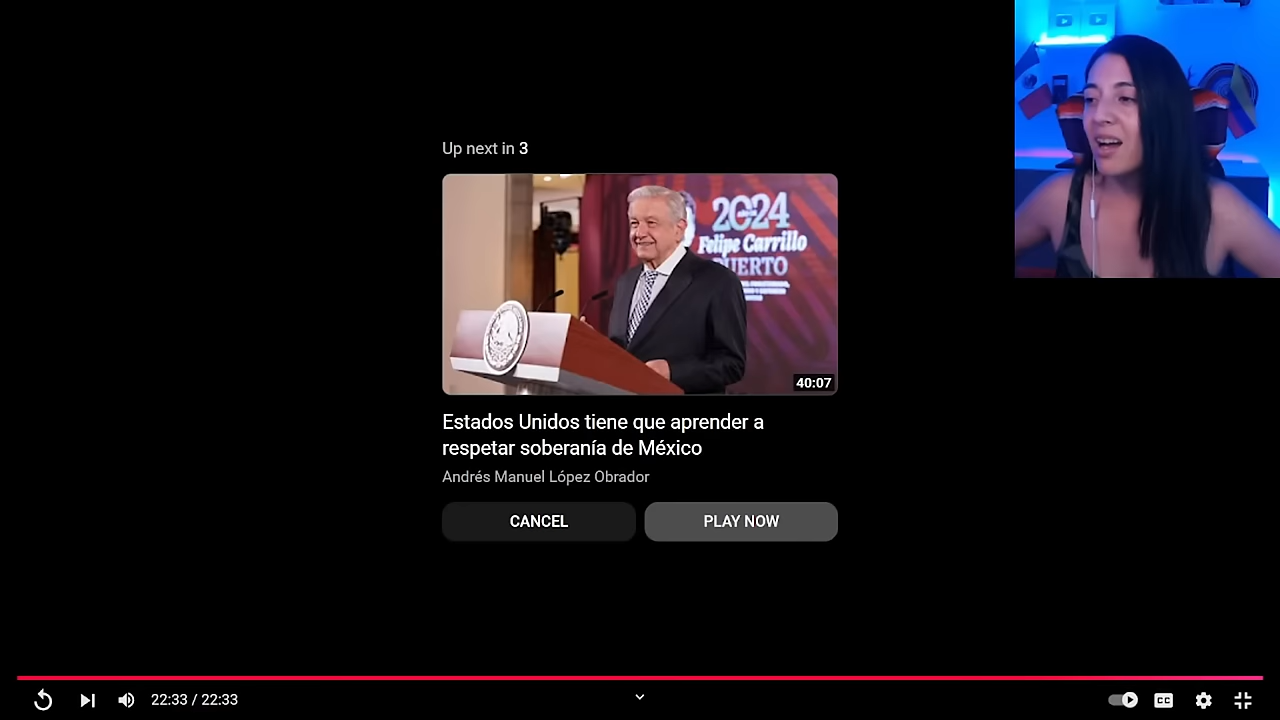 Up next in 3
2024
Felipe Carrillo
PUERTO
40:07
Estados Unidos tiene que aprender a
respetar soberanía de México
Andrés Manuel López Obrador
CANCEL
PLAY NOW
22:33 / 22:33
CC